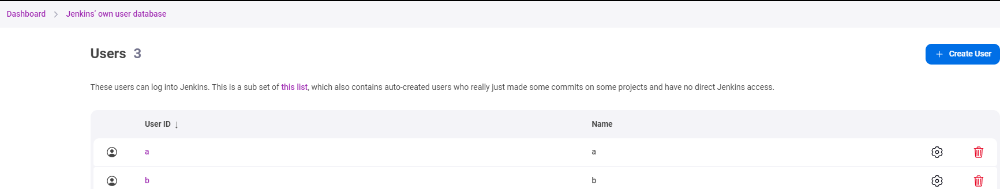 Dashboard > Jenkins' own user database
Users 3
+ Create User
These users can log into Jenkins. This is a sub set of this list, which also contains auto-created users who really just made some commits on some projects and have no direct Jenkins access.
User ID ↓ Name
a a
b b